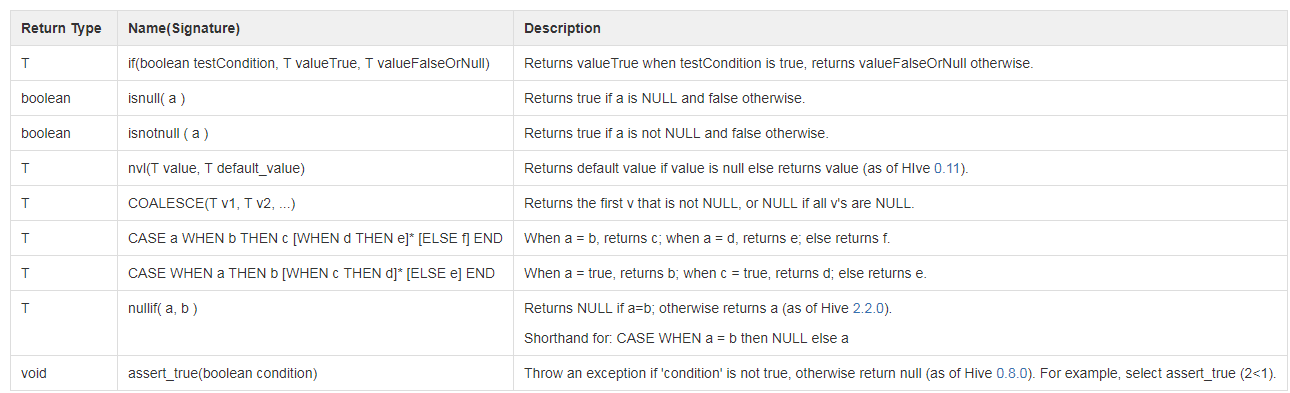 Return Type Name(Signature) Description
T if(boolean testCondition, T valueTrue, T valueFalseOrNull) Returns valueTrue when testCondition is true, returns valueFalseOrNull otherwise.
boolean isnull( a ) Returns true if a is NULL and false otherwise.
boolean isnotnull ( a ) Returns true if a is not NULL and false otherwise.
T nvl(T value, T default_value) Returns default value if value is null else returns value (as of HIve 0.11).
T COALESCE(T v1, T v2, ...) Returns the first v that is not NULL, or NULL if all v's are NULL.
T CASE a WHEN b THEN c [WHEN d THEN e]* [ELSE f] END When a = b, returns c; when a = d, returns e; else returns f.
T CASE WHEN a THEN b [WHEN c THEN d]* [ELSE e] END When a = true, returns b; when c = true, returns d; else returns e.
T nullif( a, b ) Returns NULL if a=b; otherwise returns a (as of Hive 2.2.0).
Shorthand for: CASE WHEN a = b then NULL else a
void assert_true(boolean condition) Throw an exception if 'condition' is not true, otherwise return null (as of Hive 0.8.0). For example, select assert_true (2<1).